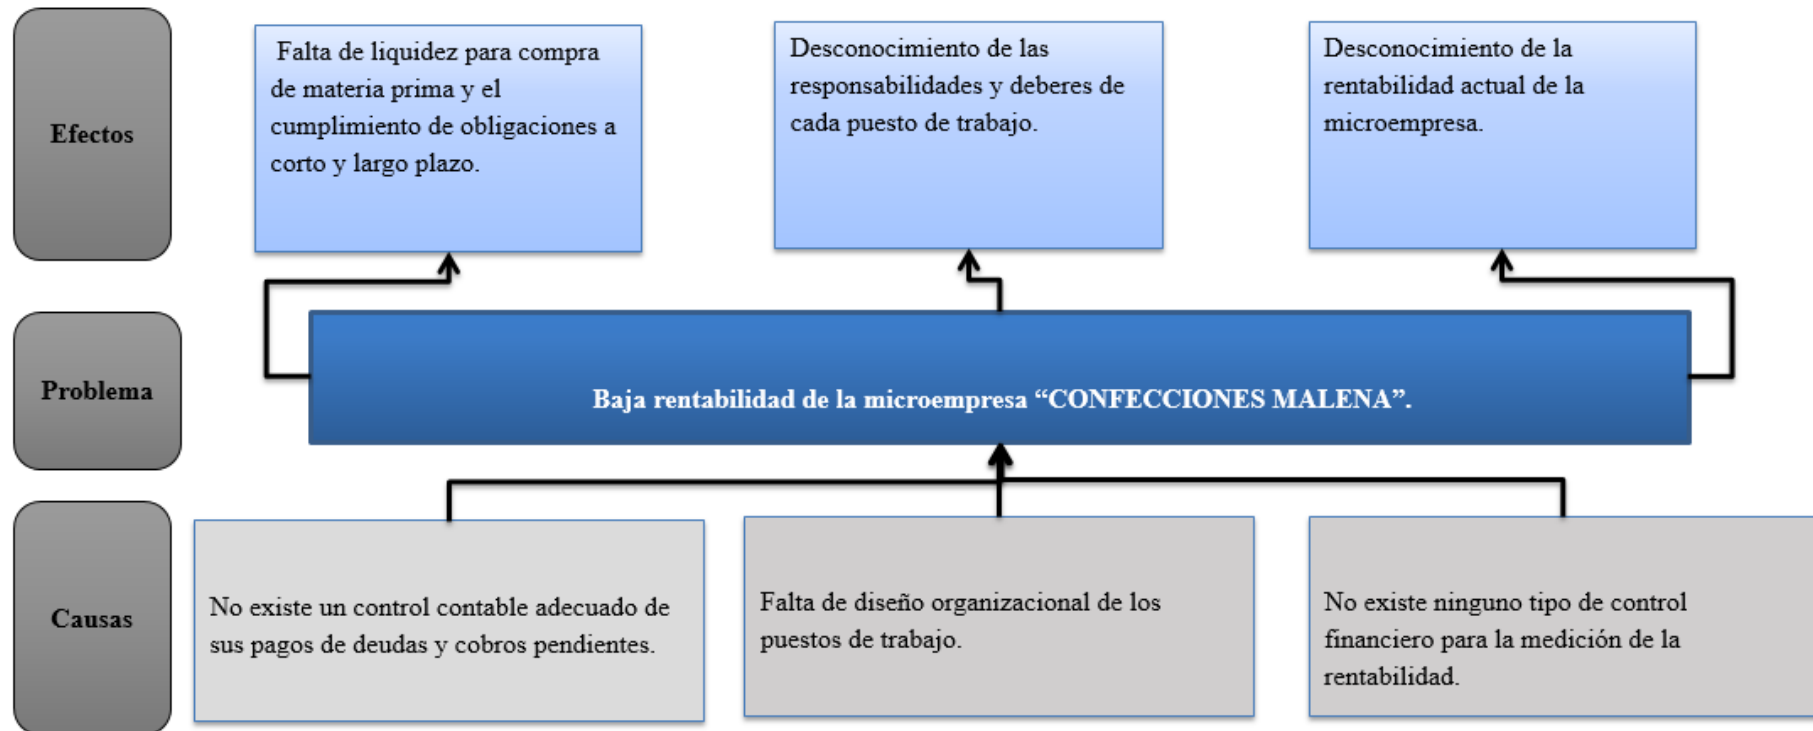 Efectos
Falta de liquidez para compra
de materia prima y el
cumplimiento de obligaciones a
corto y largo plazo.
Desconocimiento de las
responsabilidades y deberes de
cada puesto de trabajo.
Desconocimiento de la
rentabilidad actual de la
microempresa.
Problema
Baja rentabilidad de la microempresa “CONFECCIONES MALENA”.
Causas
No existe un control contable adecuado de
sus pagos de deudas y cobros pendientes.
Falta de diseño organizacional de los
puestos de trabajo.
No existe ninguno tipo de control
financiero para la medición de la
rentabilidad.